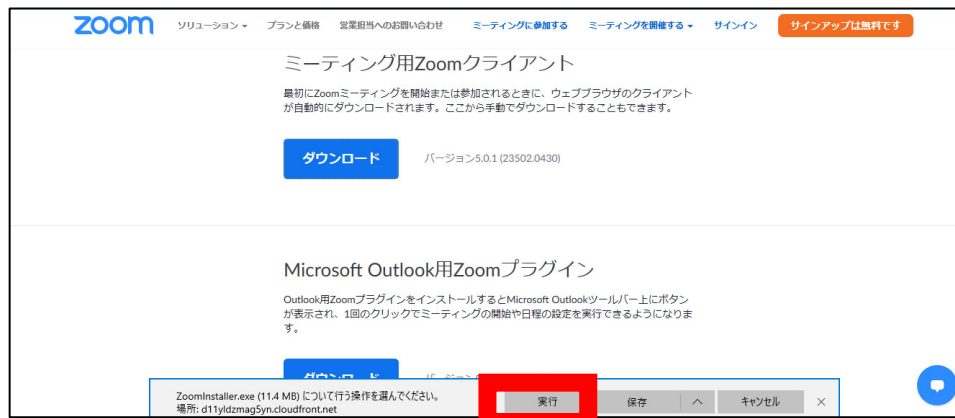 zoom ソリューション プランと価格 営業担当へのお問い合わせ ミーティングに参加する ミーティングを開催する サインイン サインアップは無料です
ミーティング用Zoomクライアント
最初にZoomミーティングを開始または参加されるときに、ウェブブラウザのクライアント
が自動的にダウンロードされます。ここから手動でダウンロードすることもできます。
ダウンロード バージョン5.0.1 (23502.0430)
Microsoft Outlook用Zoomプラグイン
Outlook用ZoomプラグインをインストールするとMicrosoft Outlookツールバー上にボタン
が表示され、1回のクリックでミーティングの開始や日程の設定を実行できるようになりま
す。
ダウンロード
ZoomInstaller.exe (11.4 MB) について行う操作を選んでください。
場所: d11yldzmag5yn.cloudfront.net
実行 保存 キャンセル